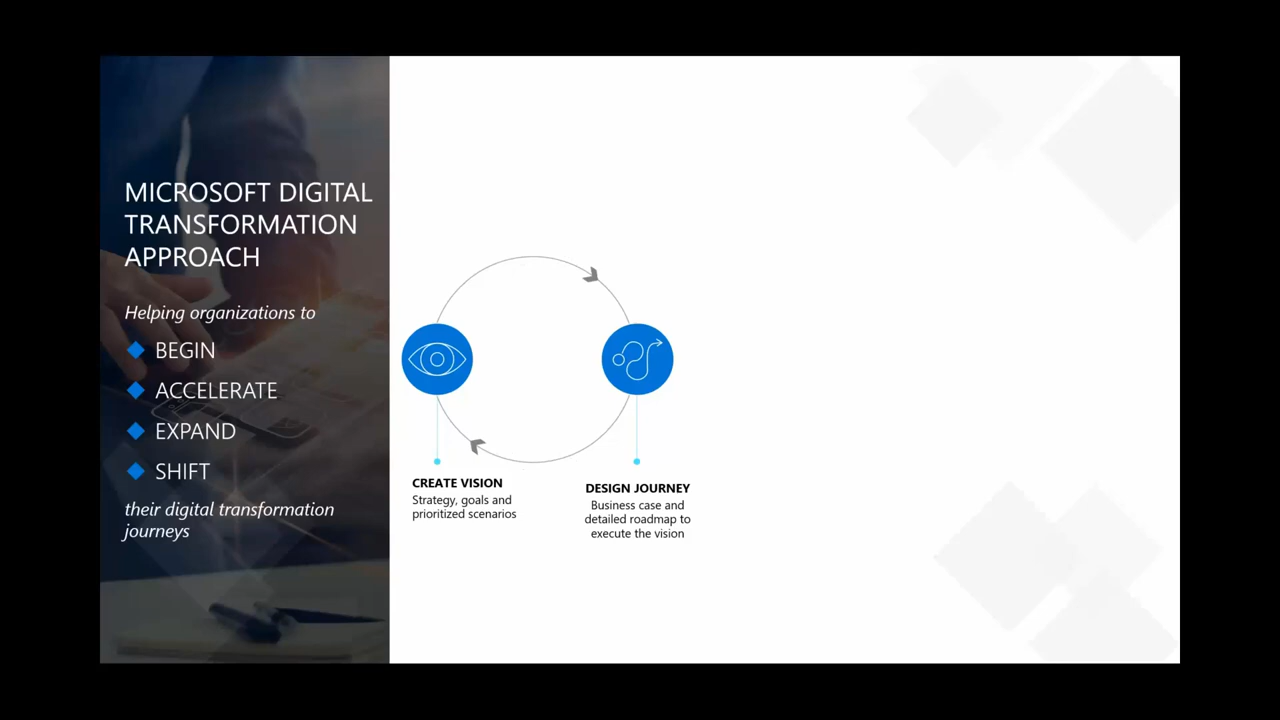 MICROSOFT DIGITAL
TRANSFORMATION
APPROACH
Helping organizations to
BEGIN
ACCELERATE
EXPAND
SHIFT
their digital transformation
journeys
CREATE VISION
Strategy, goals and
prioritized scenarios
DESIGN JOURNEY
Business case and
detailed roadmap to
execute the vision